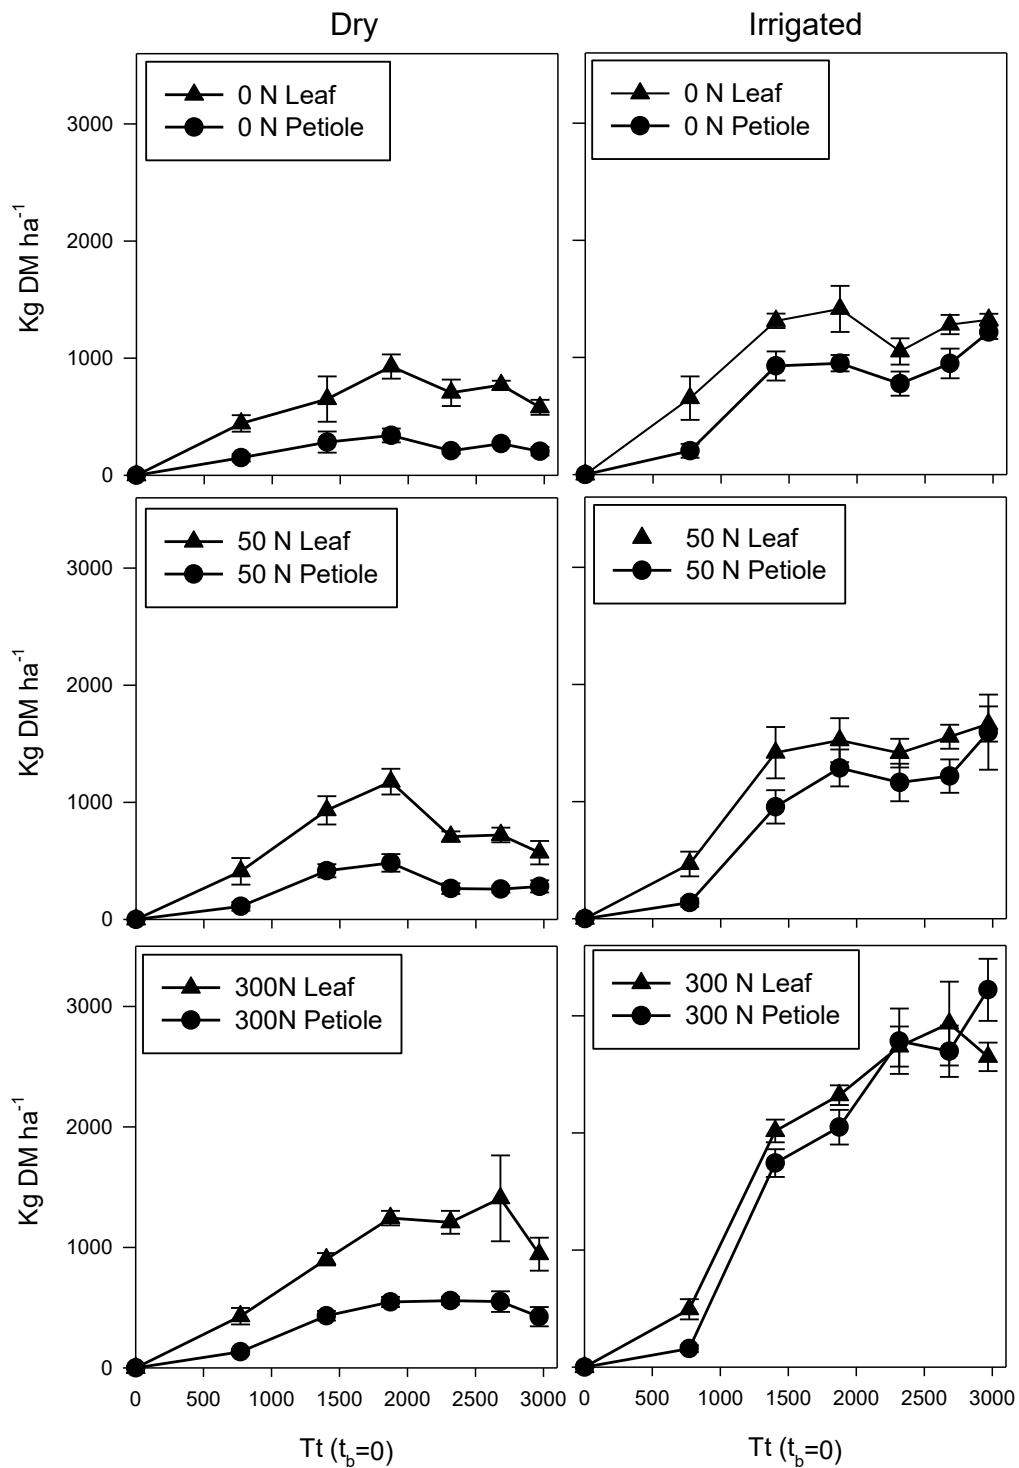 Dry
Irrigated
0 N Leaf
0 N Petiole
0 N Leaf
0 N Petiole
3000
2000
1000
0
Kg DM ha⁻¹
50 N Leaf
50 N Petiole
50 N Leaf
50 N Petiole
3000
2000
1000
0
Kg DM ha⁻¹
300N Leaf
300N Petiole
300 N Leaf
300 N Petiole
3000
2000
1000
0
Kg DM ha⁻¹
0 500 1000 1500 2000 2500 3000
0 500 1000 1500 2000 2500 3000
Tt (t_b=0)
Tt (t_b=0)